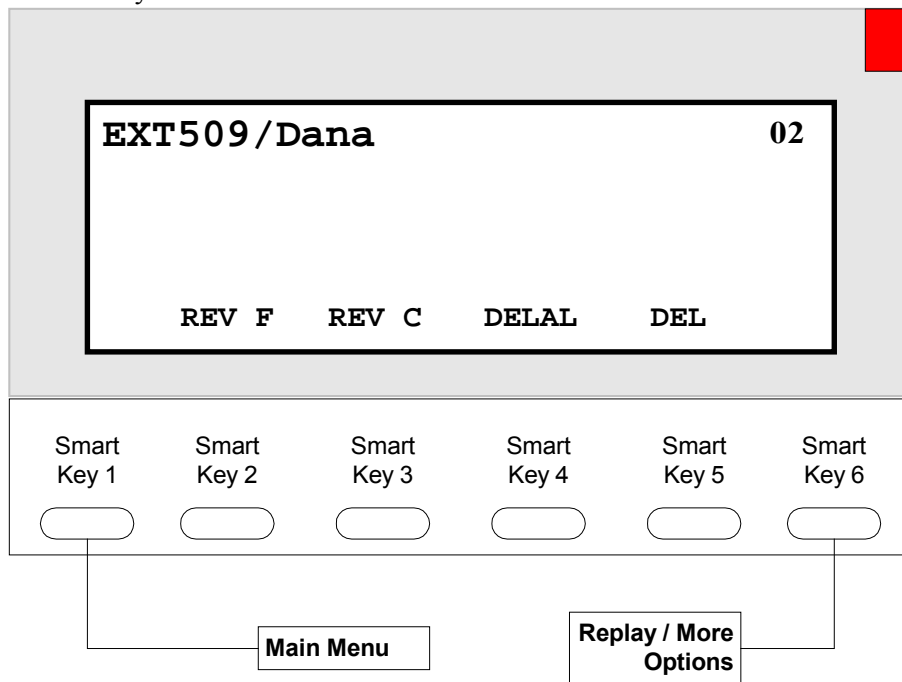 EXT509/Dana 02
REV F REV C DELAL DEL
Smart Key 1
Smart Key 2
Smart Key 3
Smart Key 4
Smart Key 5
Smart Key 6
Main Menu
Replay / More
Options